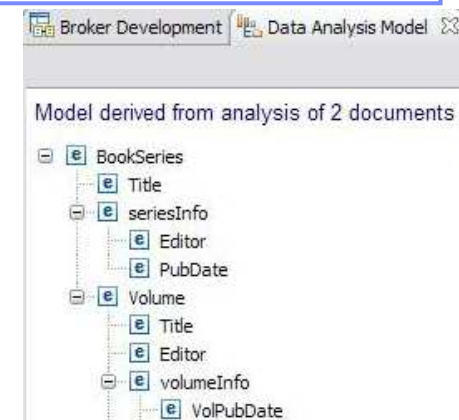 Broker Development Data Analysis Model
Model derived from analysis of 2 documents
e BookSeries
e Title
e seriesInfo
e Editor
e PubDate
e Volume
e Title
e Editor
e volumeInfo
e VolPubDate